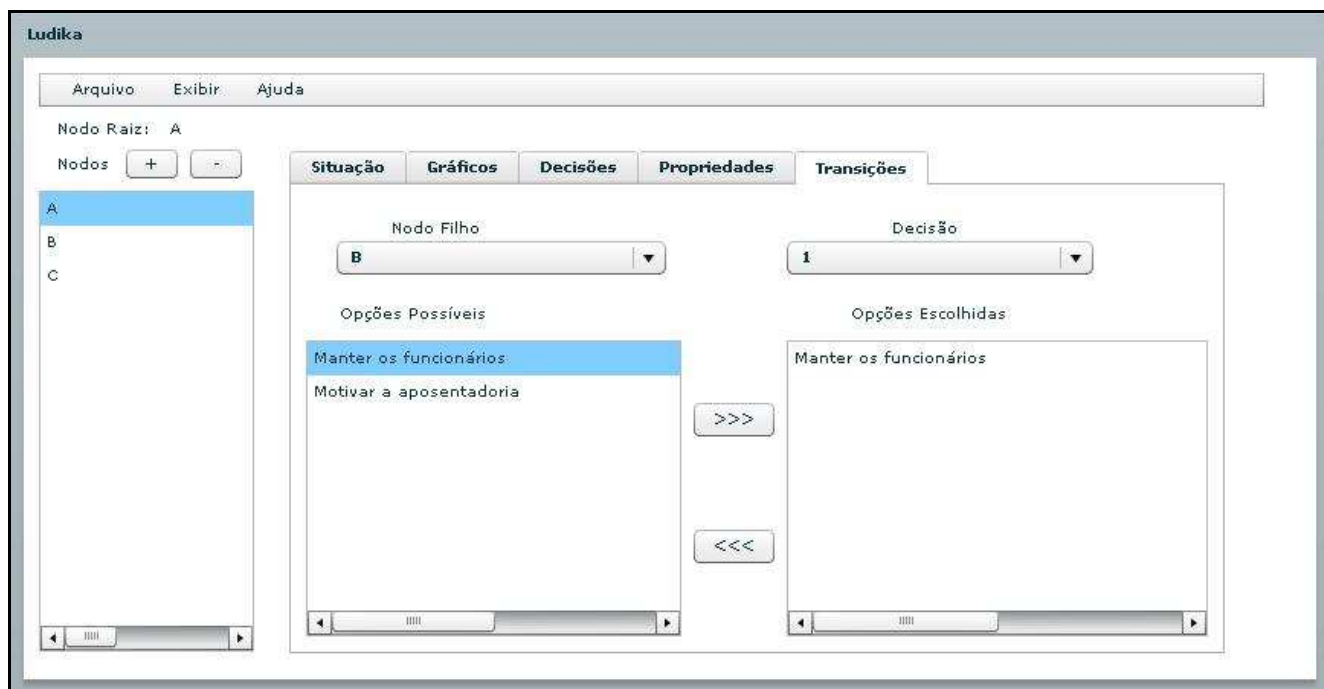 Ludika
Arquivo Exibir Ajuda
Nodo Raiz: A
Nodos + -
Situação Gráficos Decisões Propriedades Transições
A
B
C
Nodo Filho Decisão
B 1
Opções Possíveis Opções Escolhidas
Manter os funcionários Manter os funcionários
Motivar a aposentadoria
>>>
<<<